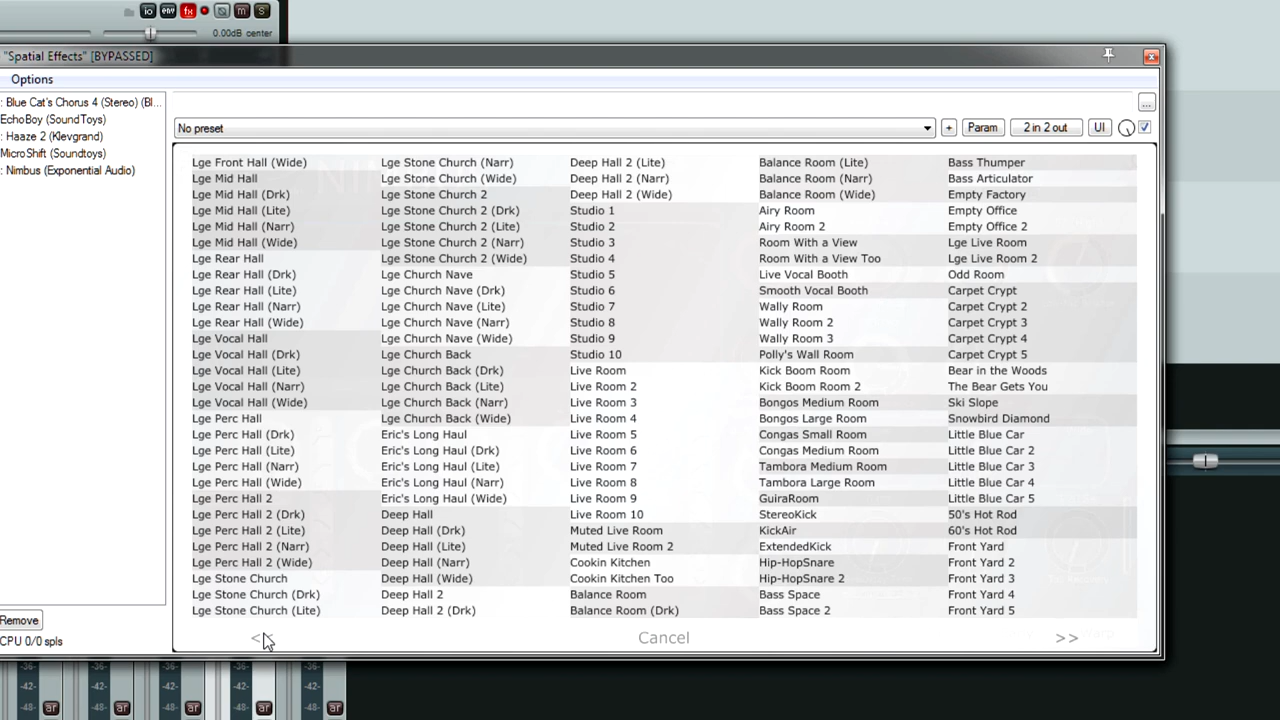 io env fx m s
0.00dB center
"Spatial Effects" [BYPASSED]
Options
: Blue Cat's Chorus 4 (Stereo) (Bl...
EchoBoy (SoundToys)
: Haaze 2 (Klevgrand)
MicroShift (Soundtoys)
: Nimbus (Exponential Audio)
...
No preset + Param 2 in 2 out UI
Lge Front Hall (Wide) Lge Stone Church (Narr) Deep Hall 2 (Lite) Balance Room (Lite) Bass Thumper
Lge Mid Hall Lge Stone Church (Wide) Deep Hall 2 (Narr) Balance Room (Narr) Bass Articulator
Lge Mid Hall (Drk) Lge Stone Church 2 Deep Hall 2 (Wide) Balance Room (Wide) Empty Factory
Lge Mid Hall (Lite) Lge Stone Church 2 (Drk) Studio 1 Airy Room Empty Office
Lge Mid Hall (Narr) Lge Stone Church 2 (Lite) Studio 2 Airy Room 2 Empty Office 2
Lge Mid Hall (Wide) Lge Stone Church 2 (Narr) Studio 3 Room With a View Lge Live Room
Lge Rear Hall Lge Stone Church 2 (Wide) Studio 4 Room With a View Too Lge Live Room 2
Lge Rear Hall (Drk) Lge Church Nave Studio 5 Live Vocal Booth Odd Room
Lge Rear Hall (Lite) Lge Church Nave (Drk) Studio 6 Smooth Vocal Booth Carpet Crypt
Lge Rear Hall (Narr) Lge Church Nave (Lite) Studio 7 Wally Room Carpet Crypt 2
Lge Rear Hall (Wide) Lge Church Nave (Narr) Studio 8 Wally Room 2 Carpet Crypt 3
Lge Vocal Hall Lge Church Nave (Wide) Studio 9 Wally Room 3 Carpet Crypt 4
Lge Vocal Hall (Drk) Lge Church Back Studio 10 Polly's Wall Room Carpet Crypt 5
Lge Vocal Hall (Lite) Lge Church Back (Drk) Live Room Kick Boom Room Bear in the Woods
Lge Vocal Hall (Narr) Lge Church Back (Lite) Live Room 2 Kick Boom Room 2 The Bear Gets You
Lge Vocal Hall (Wide) Lge Church Back (Narr) Live Room 3 Bongos Medium Room Ski Slope
Lge Perc Hall Lge Church Back (Wide) Live Room 4 Bongos Large Room Snowbird Diamond
Lge Perc Hall (Drk) Eric's Long Haul Live Room 5 Congas Small Room Little Blue Car
Lge Perc Hall (Lite) Eric's Long Haul (Drk) Live Room 6 Congas Medium Room Little Blue Car 2
Lge Perc Hall (Narr) Eric's Long Haul (Lite) Live Room 7 Tambora Medium Room Little Blue Car 3
Lge Perc Hall (Wide) Eric's Long Haul (Narr) Live Room 8 Tambora Large Room Little Blue Car 4
Lge Perc Hall 2 Eric's Long Haul (Wide) Live Room 9 GuiraRoom Little Blue Car 5
Lge Perc Hall 2 (Drk) Deep Hall Live Room 10 StereoKick 50's Hot Rod
Lge Perc Hall 2 (Lite) Deep Hall (Drk) Muted Live Room KickAir 60's Hot Rod
Lge Perc Hall 2 (Narr) Deep Hall (Lite) Muted Live Room 2 ExtendedKick Front Yard
Lge Perc Hall 2 (Wide) Deep Hall (Narr) Cookin Kitchen Hip-HopSnare Front Yard 2
Lge Stone Church Deep Hall (Wide) Cookin Kitchen Too Hip-HopSnare 2 Front Yard 3
Lge Stone Church (Drk) Deep Hall 2 Balance Room Bass Space Front Yard 4
Lge Stone Church (Lite) Deep Hall 2 (Drk) Balance Room (Drk) Bass Space 2 Front Yard 5
Remove
CPU 0/0 spls
Cancel >>
-36- -36- -36- -36- -36-
-42- -42- -42- -42- -42-
-48- ar -48- ar -48- ar -48- ar -48- ar